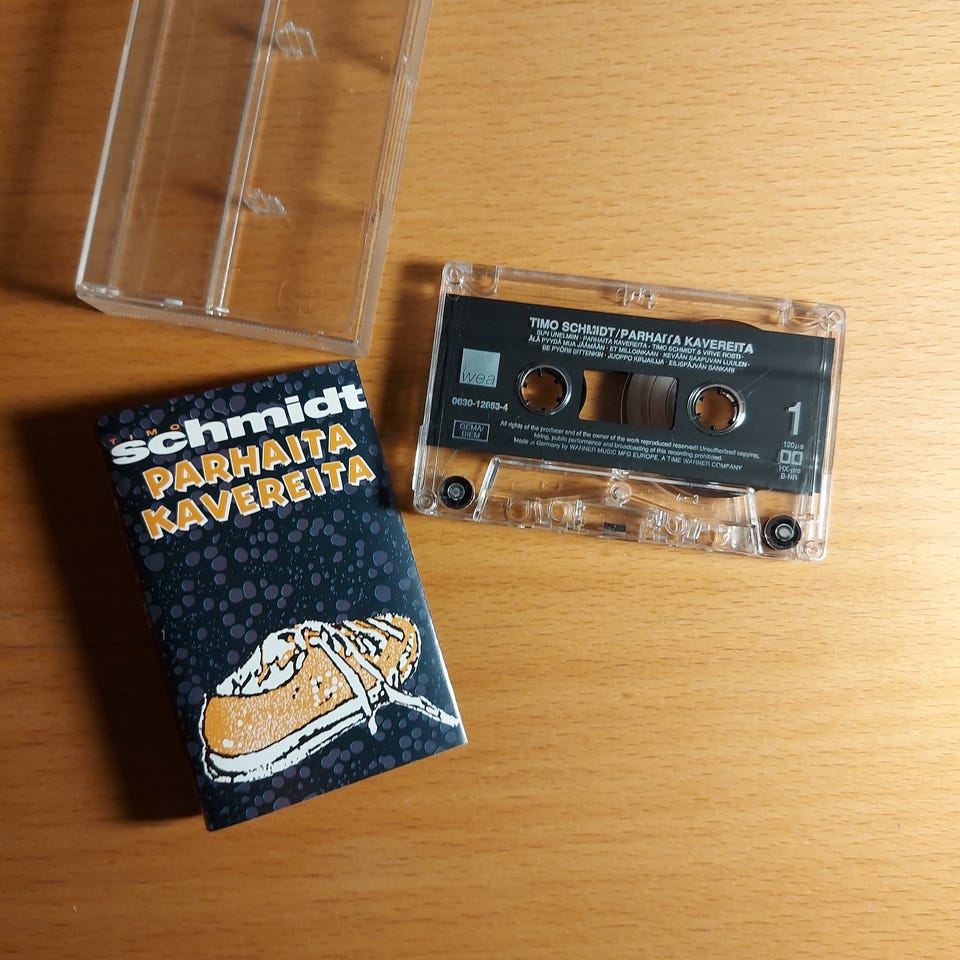 TIMO
schmidt
PARHAITA
KAVEREITA
TIMO SCHMIDT/PARHAITA KAVEREITA
SUN UNELMIIN · PARHAITA KAVEREITA - TIMO SCHMIDT & VIRVE ROSTI ·
ÄLÄ PYYDÄ MUA JÄÄMÄÄN · ET MILLOINKAAN · KEVÄÄN SAAPUVAN LUULEN ·
SE PYÖRII SITTENKIN · JUOPPO KIRJAILIJA · EILISPÄIVÄN SANKARI
wea
0630-12653-4
GEMA/
BIEM
1
120µs
HX-pro
B-NR
All rights of the producer and of the owner of the work reproduced reserved! Unauthorized copying,
hiring, public performance and broadcasting of this recording prohibited.
Made in Germany by WARNER MUSIC MFG EUROPE. A TIME WARNER COMPANY
4-3